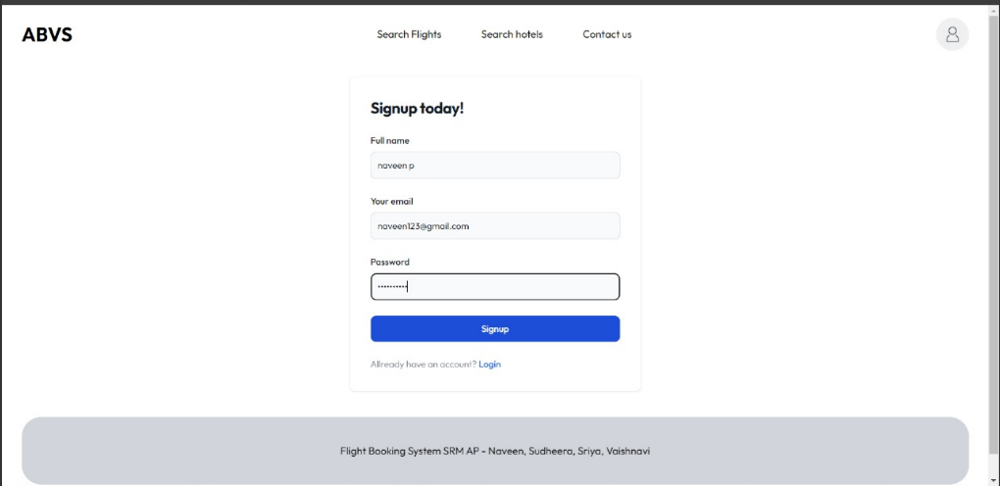 ABVS
Search Flights
Search hotels
Contact us
Signup today!
Full name
naveen p
Your email
naveen123@gmail.com
Password
••••••••••
Signup
Allready have an account? Login
Flight Booking System SRM AP - Naveen, Sudheera, Sriya, Vaishnavi